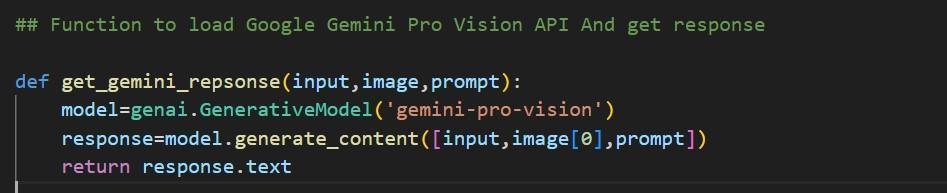 ## Function to load Google Gemini Pro Vision API And get response
def get_gemini_repsonse(input,image,prompt):
    model=genai.GenerativeModel('gemini-pro-vision')
    response=model.generate_content([input,image[0],prompt])
    return response.text